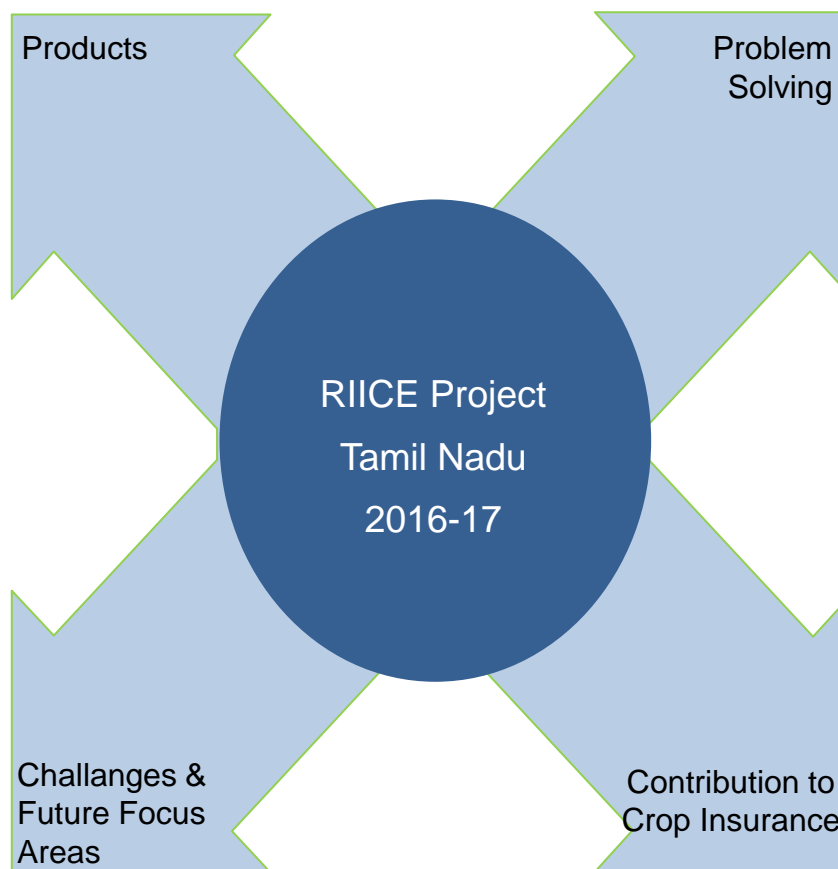 Products
Problem
Solving
RIICE Project
Tamil Nadu
2016-17
Challanges &
Future Focus
Areas
Contribution to
Crop Insurance